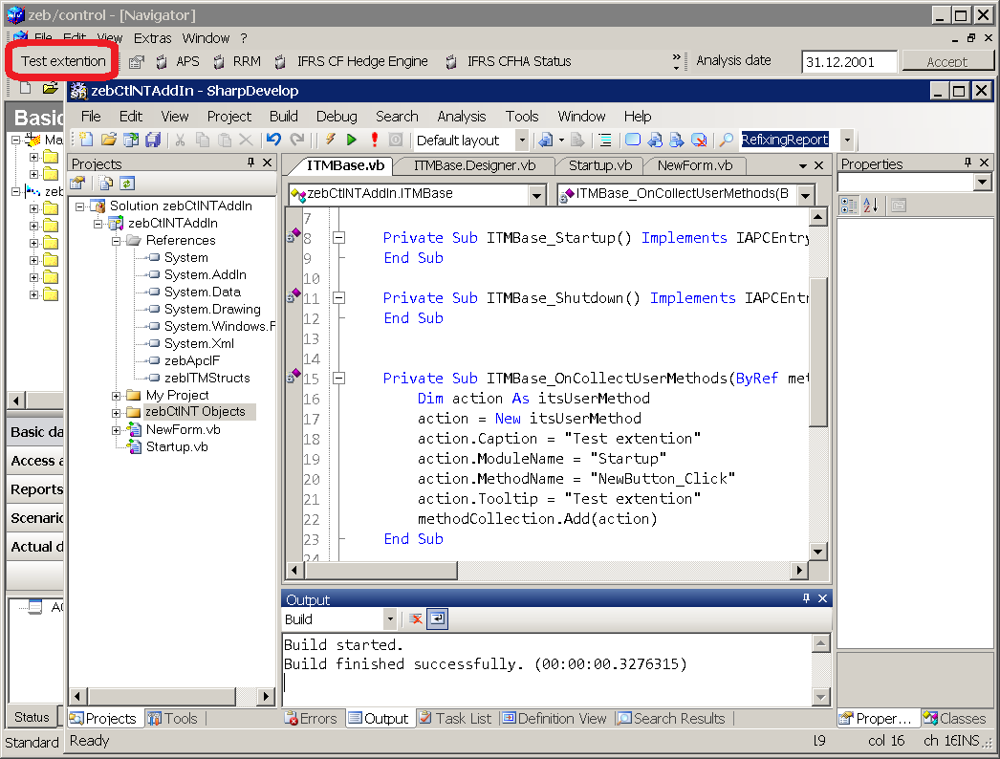 zeb/control - [Navigator]
File Edit View Extras Window ?
Test extention APS RRM IFRS CF Hedge Engine IFRS CFHA Status » Analysis date 31.12.2001 Accept
zebCtlNTAddIn - SharpDevelop
Basic
File Edit View Project Build Debug Search Analysis Tools Window Help
Default layout RefixingReport
Projects
ITMBase.vb ITMBase.Designer.vb Startup.vb NewForm.vb
Properties
zebCtlNTAddIn.ITMBase ITMBase_OnCollectUserMethods(B
Solution zebCtlNTAddIn
zebCtlNTAddIn
References
System
System.AddIn
System.Data
System.Drawing
System.Windows.F
System.Xml
zebApcIF
zebITMStructs
My Project
zebCtlNT Objects
NewForm.vb
Startup.vb
7
8 Private Sub ITMBase_Startup() Implements IAPCEntry
9 End Sub
10
11 Private Sub ITMBase_Shutdown() Implements IAPCEntr
12 End Sub
13
14
15 Private Sub ITMBase_OnCollectUserMethods(ByRef met
16 Dim action As itsUserMethod
17 action = New itsUserMethod
18 action.Caption = "Test extention"
19 action.ModuleName = "Startup"
20 action.MethodName = "NewButton_Click"
21 action.Tooltip = "Test extention"
22 methodCollection.Add(action)
23 End Sub
24
Ma
zeb
Basic da
Access a
Reports
Scenario
Actual d
Output
Build
Build started.
Build finished successfully. (00:00:00.3276315)
Status
Projects Tools
Errors Output Task List Definition View Search Results
Proper... Classes
Standard
Ready l9 col 16 ch 16 INS